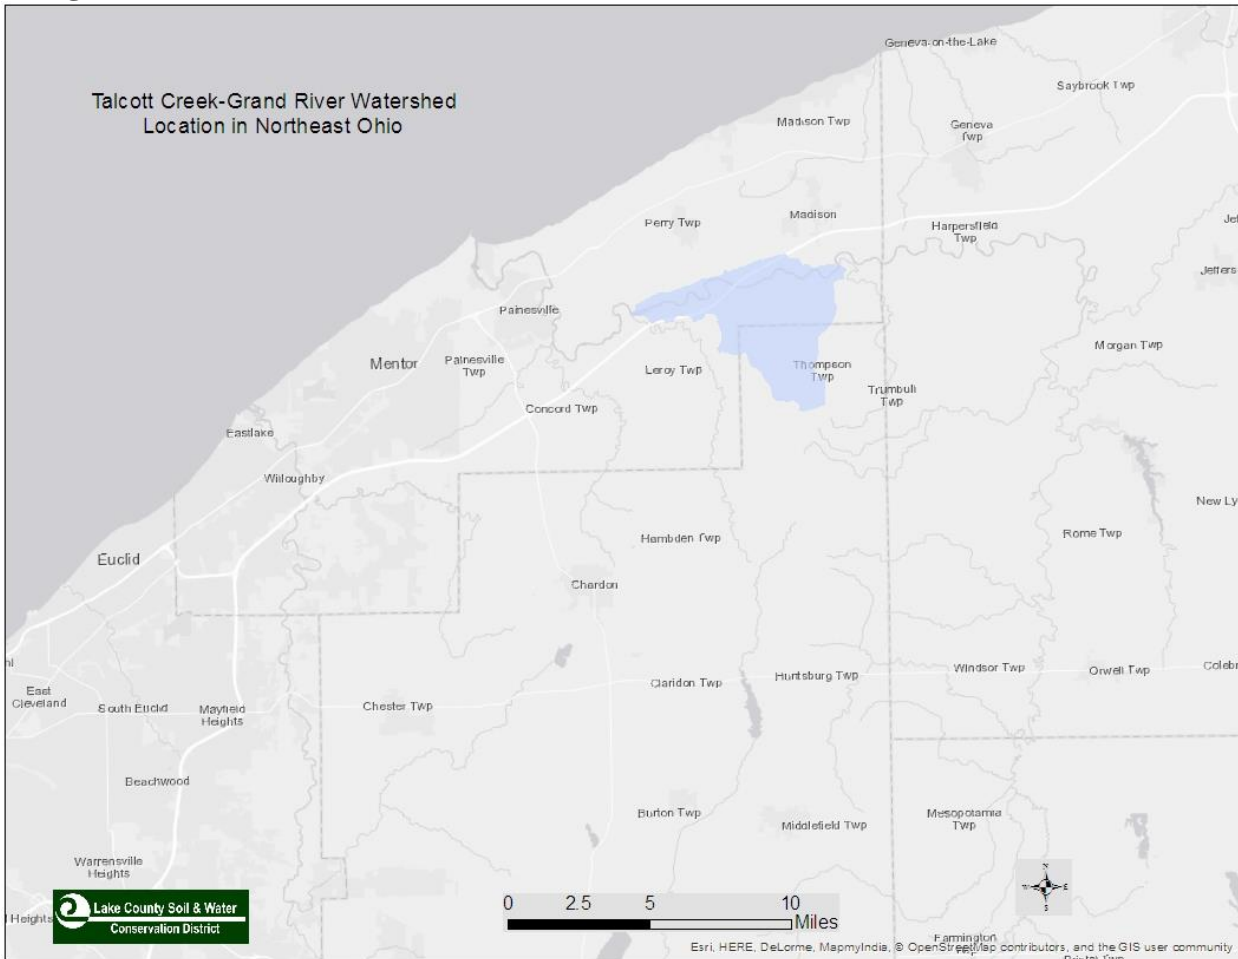 Talcott Creek-Grand River Watershed
Location in Northeast Ohio
Geneva-on-the-Lake
Saybrook Twp
Madison Twp
Geneva
Twp
Madison
Perry Twp
Harpersfield
Twp
Jeffers
Painesville
Mentor
Painesville
Twp
Leroy Twp
Thompson
Twp
Morgan Twp
Trumbull
Twp
Concord Twp
Eastlake
Willoughby
New Ly
Rome Twp
Hambden Twp
Euclid
Chardon
East
Cleveland
South Euclid
Mayfield
Heights
Chester Twp
Claridon Twp
Huntsburg Twp
Windsor Twp
Orwell Twp
Colebr
Beachwood
Burton Twp
Middlefield Twp
Mesopotamia
Twp
Warrensville
Heights
d Heights
Lake County Soil & Water
Conservation District
0 2.5 5 10
Miles
N
W E
S
Farmington
Esri, HERE, DeLorme, MapmyIndia, © OpenStreetMap contributors, and the GIS user community